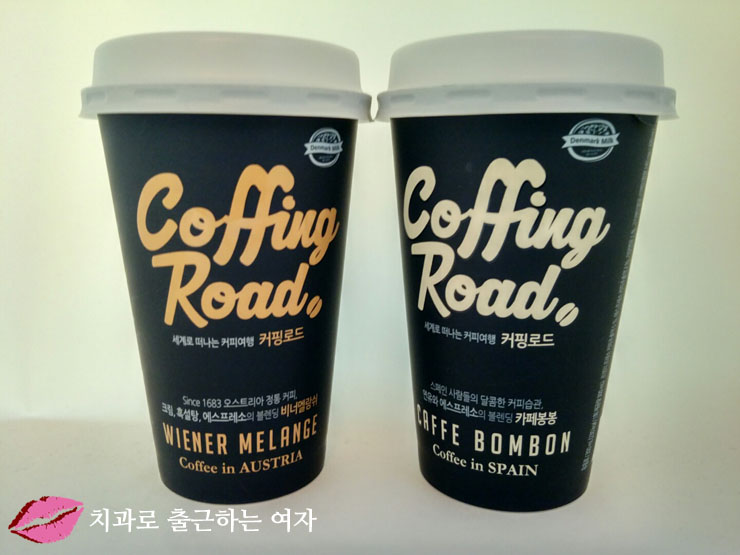 Denmark Milk
Coffing
Road
세계로 떠나는 커피여행 커핑로드
Since 1683 오스트리아 정통 커피,
크림, 흑설탕, 에스프레소의 블렌딩 비너멜랑쉬
WIENER MELANGE
Coffee in AUSTRIA
Denmark Milk
Coffing
Road
세계로 떠나는 커피여행 커핑로드
스페인 사람들의 달콤한 커피습관,
연유와 에스프레소의 블렌딩 카페봉봉
CAFFE BOMBON
Coffee in SPAIN
치과로 출근하는 여자